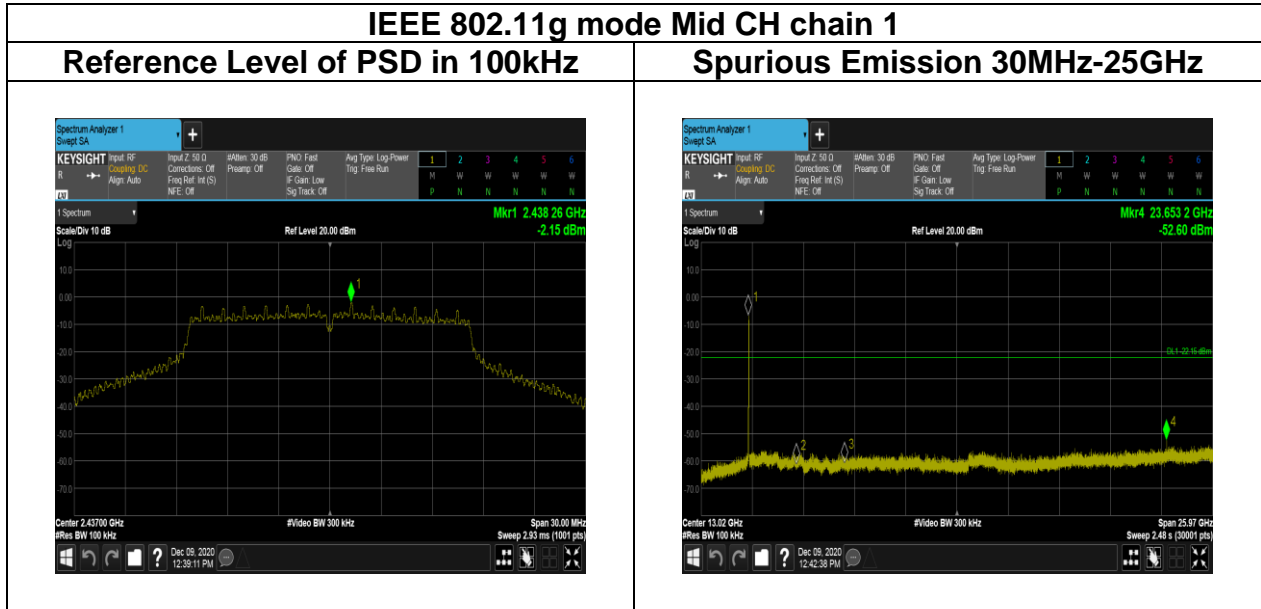 IEEE 802.11g mode Mid CH chain 1
Reference Level of PSD in 100kHz
Spurious Emission 30MHz-25GHz
Spectrum Analyzer 1
Swept SA
KEYSIGHT
R
LXI
Input: RF
Coupling: DC
Align: Auto
Input Z: 50 Ω
Corrections: Off
Freq Ref: Int (S)
NFE: Off
#Atten: 30 dB
Preamp: Off
PNO: Fast
Gate: Off
IF Gain: Low
Sig Track: Off
Avg Type: Log-Power
Trig: Free Run
1 2 3 4 5 6
M W W W W W
P N N N N N
1 Spectrum
Scale/Div 10 dB
Log
Ref Level 20.00 dBm
Mkr1 2.438 26 GHz
-2.15 dBm
10.0
0.00
-10.0
-20.0
-30.0
-40.0
-50.0
-60.0
-70.0
1
Center 2.43700 GHz
#Res BW 100 kHz
#Video BW 300 kHz
Span 30.00 MHz
Sweep 2.93 ms (1001 pts)
Dec 09, 2020
12:39:11 PM
Spectrum Analyzer 1
Swept SA
KEYSIGHT
R
LXI
Input: RF
Coupling: DC
Align: Auto
Input Z: 50 Ω
Corrections: Off
Freq Ref: Int (S)
NFE: Off
#Atten: 30 dB
Preamp: Off
PNO: Fast
Gate: Off
IF Gain: Low
Sig Track: Off
Avg Type: Log-Power
Trig: Free Run
1 2 3 4 5 6
M W W W W W
P N N N N N
1 Spectrum
Scale/Div 10 dB
Log
Ref Level 20.00 dBm
Mkr4 23.653 2 GHz
-52.60 dBm
10.0
0.00
-10.0
-20.0
-30.0
-40.0
-50.0
-60.0
-70.0
1
DL1 -22.15 dBm
2
3
4
Center 13.02 GHz
#Res BW 100 kHz
#Video BW 300 kHz
Span 25.97 GHz
Sweep 2.48 s (30001 pts)
Dec 09, 2020
12:42:38 PM